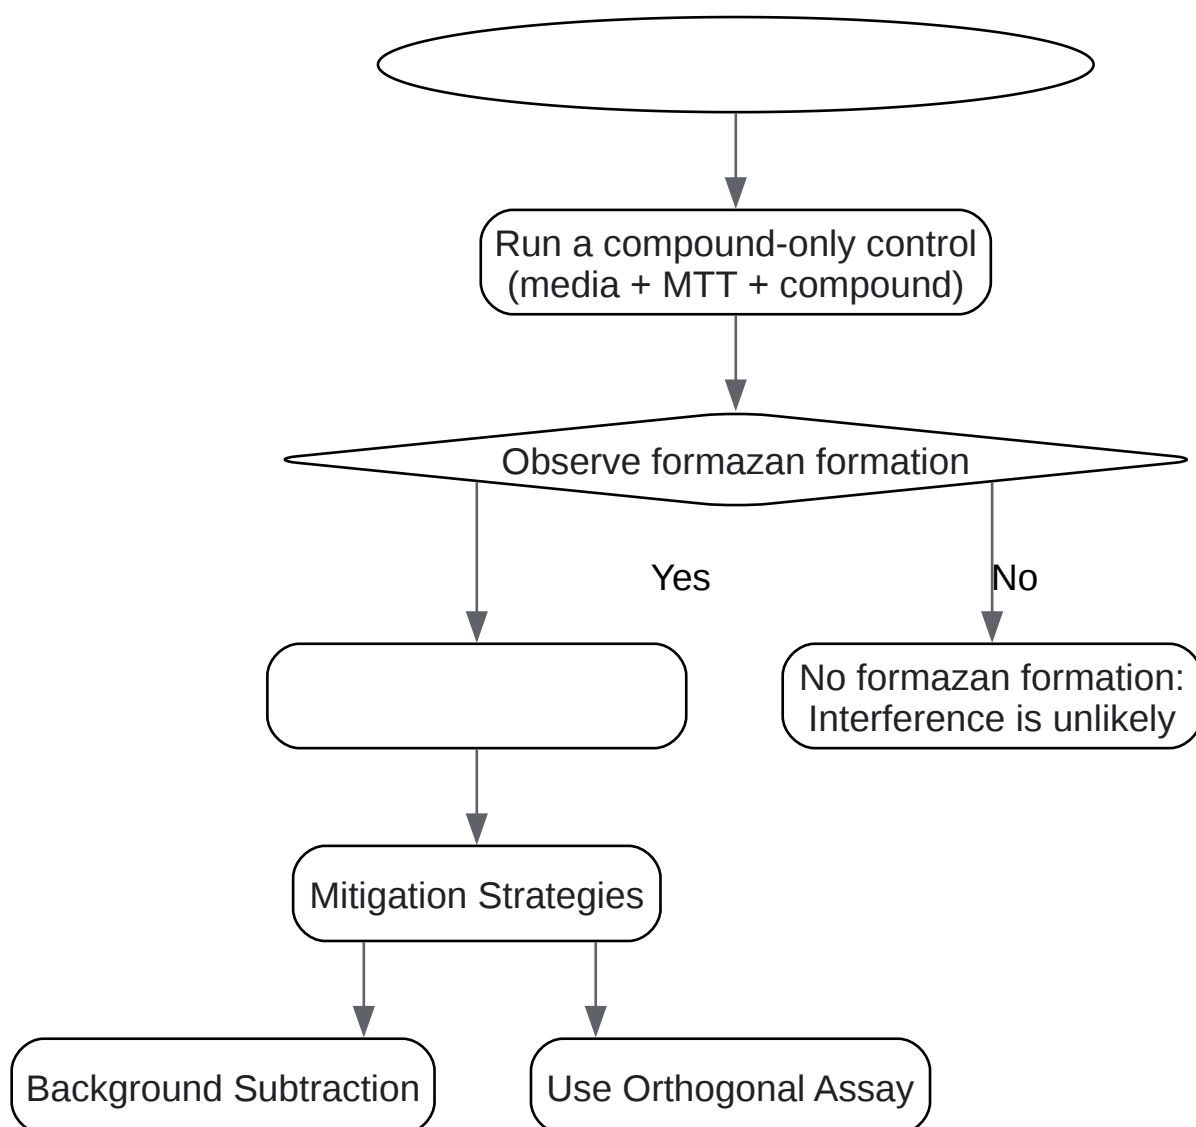 Run a compound-only control
(media + MTT + compound)
Observe formazan formation
Yes
No
No formazan formation:
Interference is unlikely
Mitigation Strategies
Background Subtraction
Use Orthogonal Assay